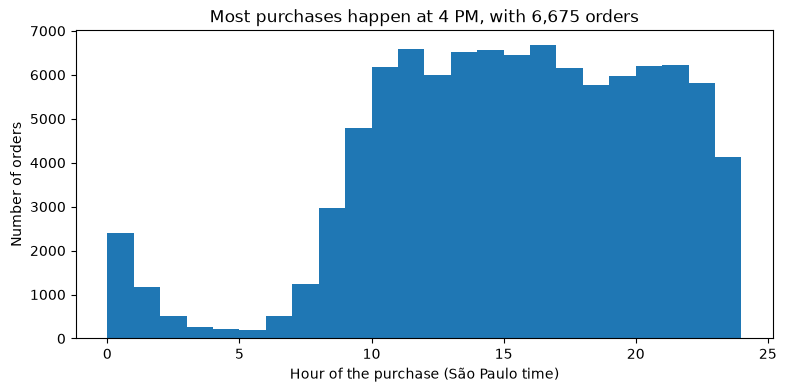 Most purchases happen at 4 PM, with 6,675 orders
7000
6000
5000
4000
3000
2000
1000
0
Number of orders
0 5 10 15 20 25
Hour of the purchase (São Paulo time)